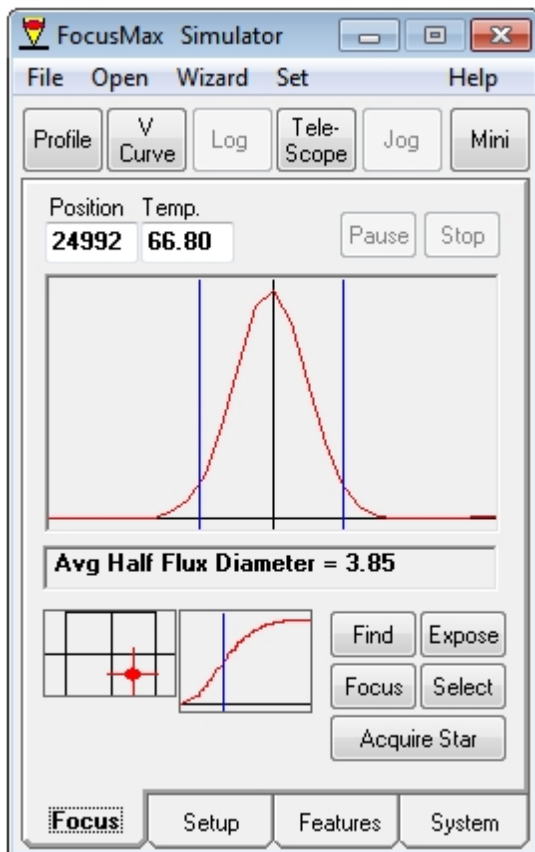 FocusMax Simulator
File Open Wizard Set Help
Profile V Curve Log Tele-Scope Jog Mini
Position Temp.
24992 66.80 Pause Stop
Avg Half Flux Diameter = 3.85
Find Expose
Focus Select
Acquire Star
Focus Setup Features System